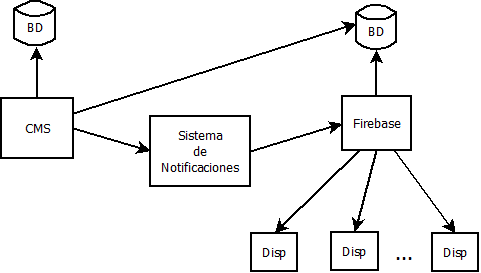 BD
BD
CMS
Sistema
de
Notificaciones
Firebase
Disp
Disp
...
Disp